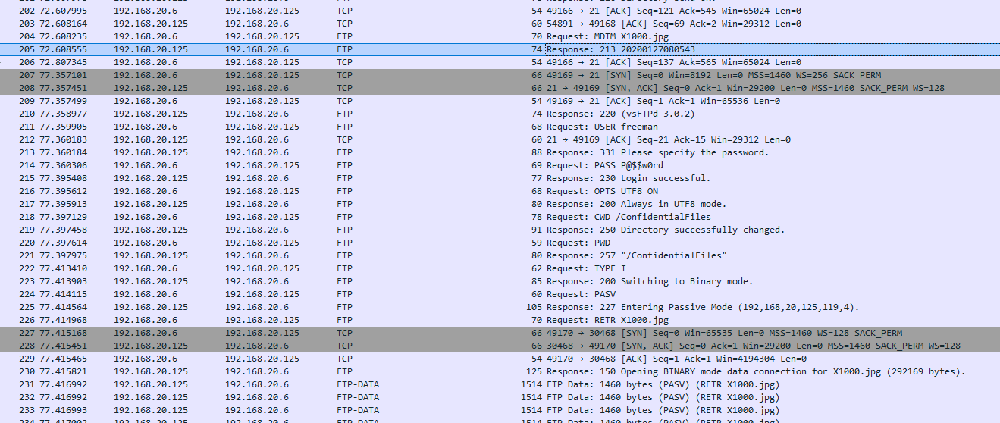 202 72.607995 192.168.20.6 192.168.20.125 TCP 54 49166 → 21 [ACK] Seq=121 Ack=545 Win=65024 Len=0
203 72.608164 192.168.20.125 192.168.20.6 TCP 60 54891 → 49168 [ACK] Seq=69 Ack=2 Win=29312 Len=0
204 72.608235 192.168.20.6 192.168.20.125 FTP 70 Request: MDTM X1000.jpg
205 72.608555 192.168.20.125 192.168.20.6 FTP 74 Response: 213 20200127080543
206 72.807345 192.168.20.6 192.168.20.125 TCP 54 49166 → 21 [ACK] Seq=137 Ack=565 Win=65024 Len=0
207 77.357101 192.168.20.6 192.168.20.125 TCP 66 49169 → 21 [SYN] Seq=0 Win=8192 Len=0 MSS=1460 WS=256 SACK_PERM
208 77.357451 192.168.20.125 192.168.20.6 TCP 66 21 → 49169 [SYN, ACK] Seq=0 Ack=1 Win=29200 Len=0 MSS=1460 SACK_PERM WS=128
209 77.357499 192.168.20.6 192.168.20.125 TCP 54 49169 → 21 [ACK] Seq=1 Ack=1 Win=65536 Len=0
210 77.358977 192.168.20.125 192.168.20.6 FTP 74 Response: 220 (vsFTPd 3.0.2)
211 77.359905 192.168.20.6 192.168.20.125 FTP 68 Request: USER freeman
212 77.360183 192.168.20.125 192.168.20.6 TCP 60 21 → 49169 [ACK] Seq=21 Ack=15 Win=29312 Len=0
213 77.360184 192.168.20.125 192.168.20.6 FTP 88 Response: 331 Please specify the password.
214 77.360306 192.168.20.6 192.168.20.125 FTP 69 Request: PASS P@$$w0rd
215 77.395408 192.168.20.125 192.168.20.6 FTP 77 Response: 230 Login successful.
216 77.395612 192.168.20.6 192.168.20.125 FTP 68 Request: OPTS UTF8 ON
217 77.395913 192.168.20.125 192.168.20.6 FTP 80 Response: 200 Always in UTF8 mode.
218 77.397129 192.168.20.6 192.168.20.125 FTP 78 Request: CWD /ConfidentialFiles
219 77.397458 192.168.20.125 192.168.20.6 FTP 91 Response: 250 Directory successfully changed.
220 77.397614 192.168.20.6 192.168.20.125 FTP 59 Request: PWD
221 77.397975 192.168.20.125 192.168.20.6 FTP 80 Response: 257 "/ConfidentialFiles"
222 77.413410 192.168.20.6 192.168.20.125 FTP 62 Request: TYPE I
223 77.413903 192.168.20.125 192.168.20.6 FTP 85 Response: 200 Switching to Binary mode.
224 77.414115 192.168.20.6 192.168.20.125 FTP 60 Request: PASV
225 77.414564 192.168.20.125 192.168.20.6 FTP 105 Response: 227 Entering Passive Mode (192,168,20,125,119,4).
226 77.414968 192.168.20.6 192.168.20.125 FTP 70 Request: RETR X1000.jpg
227 77.415168 192.168.20.6 192.168.20.125 TCP 66 49170 → 30468 [SYN] Seq=0 Win=65535 Len=0 MSS=1460 WS=128 SACK_PERM
228 77.415451 192.168.20.125 192.168.20.6 TCP 66 30468 → 49170 [SYN, ACK] Seq=0 Ack=1 Win=29200 Len=0 MSS=1460 SACK_PERM WS=128
229 77.415465 192.168.20.6 192.168.20.125 TCP 54 49170 → 30468 [ACK] Seq=1 Ack=1 Win=4194304 Len=0
230 77.415821 192.168.20.125 192.168.20.6 FTP 125 Response: 150 Opening BINARY mode data connection for X1000.jpg (292169 bytes).
231 77.416992 192.168.20.125 192.168.20.6 FTP-DATA 1514 FTP Data: 1460 bytes (PASV) (RETR X1000.jpg)
232 77.416993 192.168.20.125 192.168.20.6 FTP-DATA 1514 FTP Data: 1460 bytes (PASV) (RETR X1000.jpg)
233 77.416993 192.168.20.125 192.168.20.6 FTP-DATA 1514 FTP Data: 1460 bytes (PASV) (RETR X1000.jpg)